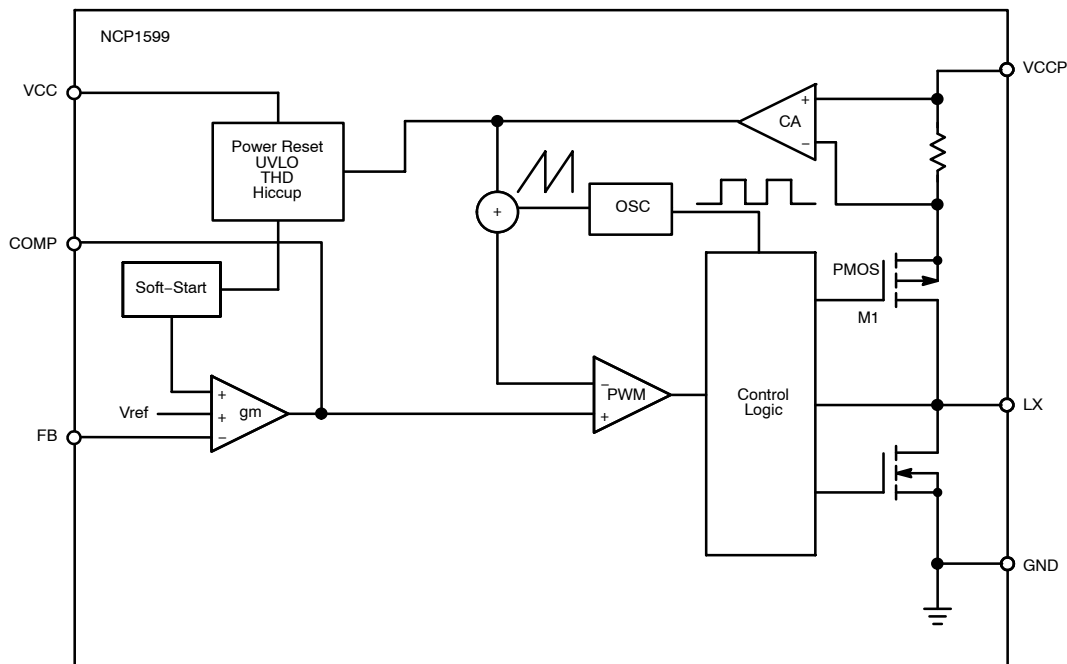 NCP1599
VCC
VCCP
Power Reset
UVLO
THD
Hiccup
+
CA
−
+
OSC
COMP
Soft−Start
PMOS
M1
+
Vref
+
gm
−
FB
−
PWM
+
Control
Logic
LX
GND